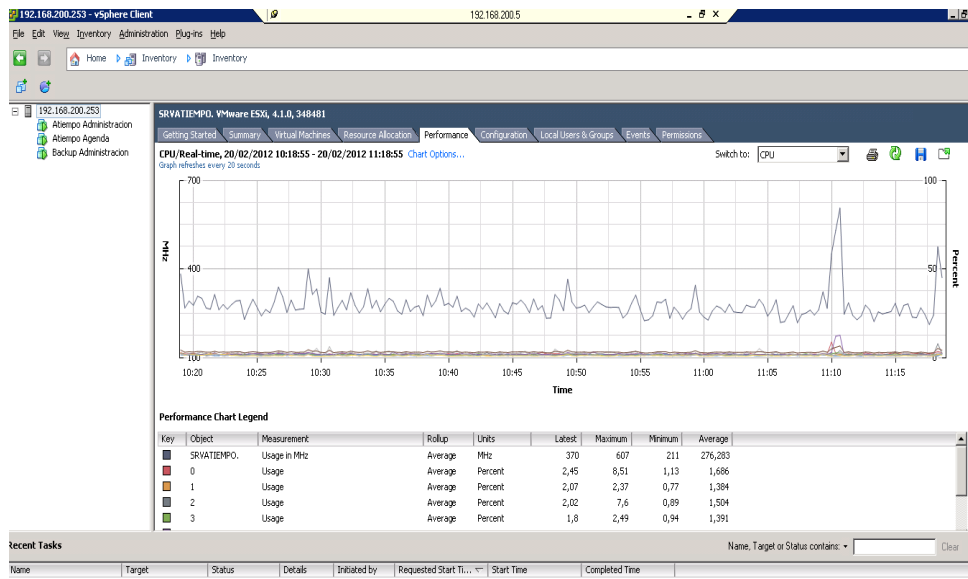 192.168.200.253 - vSphere Client
192.168.200.5
File Edit View Inventory Administration Plug-ins Help
Home Inventory Inventory
192.168.200.253
Atiempo Administracion
Atiempo Agenda
Backup Administracion
SRVATIEMPO. VMware ESXi, 4.1.0, 348481
Getting Started Summary Virtual Machines Resource Allocation Performance Configuration Local Users & Groups Events Permissions
CPU/Real-time, 20/02/2012 10:18:55 - 20/02/2012 11:18:55 Chart Options...
Graph refreshes every 20 seconds
Switch to: CPU
700 100
MHz
400 50
Percent
100 0
10:20 10:25 10:30 10:35 10:40 10:45 10:50 10:55 11:00 11:05 11:10 11:15
Time
Performance Chart Legend
Key Object Measurement Rollup Units Latest Maximum Minimum Average
SRVATIEMPO. Usage in MHz Average MHz 370 607 211 276,283
0 Usage Average Percent 2,45 8,51 1,13 1,686
1 Usage Average Percent 2,07 2,37 0,77 1,384
2 Usage Average Percent 2,02 7,6 0,89 1,504
3 Usage Average Percent 1,8 2,49 0,94 1,391
Recent Tasks
Name, Target or Status contains: Clear
Name Target Status Details Initiated by Requested Start Ti... Start Time Completed Time